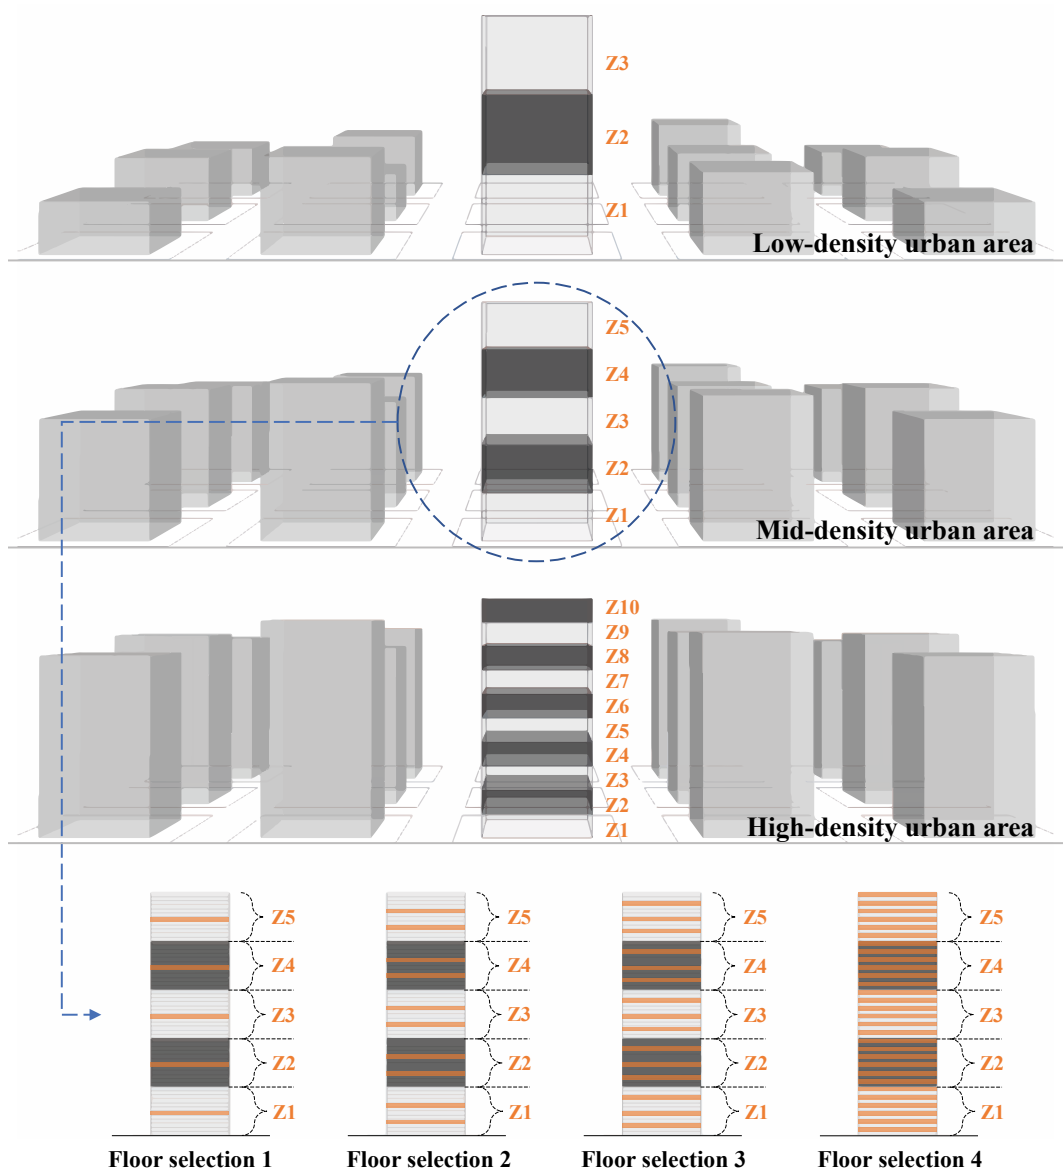 Z3
Z2
Z1
Low-density urban area
Z5
Z4
Z3
Z2
Z1
Mid-density urban area
Z10
Z9
Z8
Z7
Z6
Z5
Z4
Z3
Z2
Z1
High-density urban area
Z5 Z5 Z5 Z5
Z4 Z4 Z4 Z4
Z3 Z3 Z3 Z3
Z2 Z2 Z2 Z2
Z1 Z1 Z1 Z1
Floor selection 1 Floor selection 2 Floor selection 3 Floor selection 4